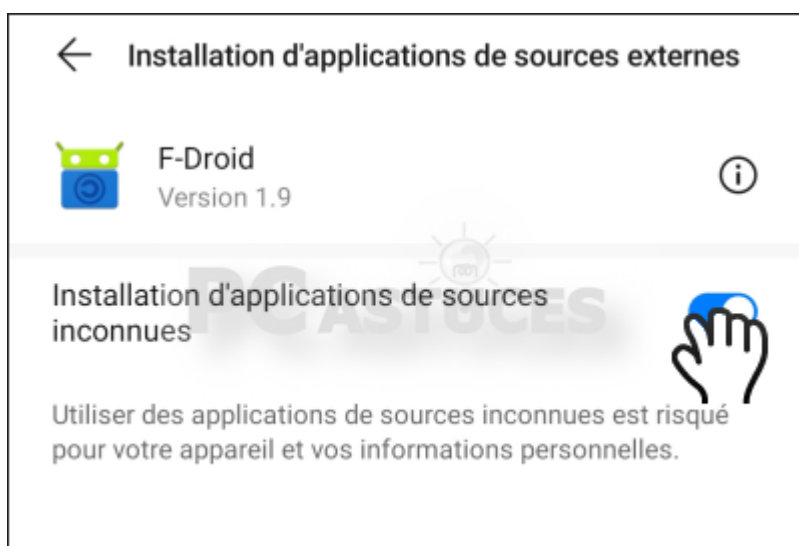 Installation d'applications de sources externes
F-Droid
Version 1.9
PC ASTUCES
Installation d'applications de sources
inconnues
Utiliser des applications de sources inconnues est risqué
pour votre appareil et vos informations personnelles.